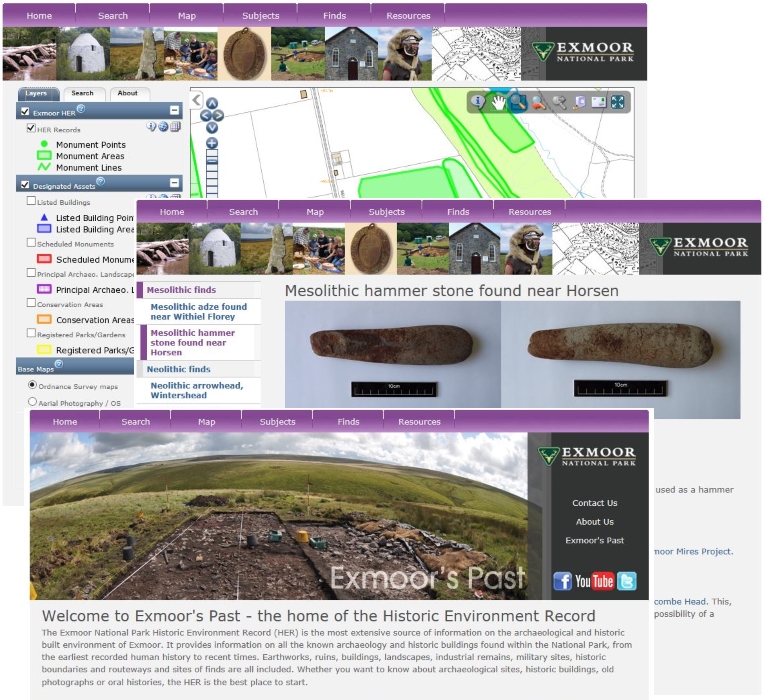 Home Search Map Subjects Finds Resources
EXMOOR
NATIONAL PARK
Layers Search About
Exmoor HER
HER Records
Monument Points
Monument Areas
Monument Lines
Designated Assets
Listed Buildings
Listed Building Poin
Listed Building Area
Scheduled Monuments
Scheduled Monume
Principal Archaeo. Landscape
Principal Archaeo. L
Conservation Areas
Conservation Areas
Registered Parks/Gardens
Registered Parks/G
Base Maps
Ordnance Survey maps
Aerial Photography / OS
Home Search Map Subjects Finds Resources
EXMOOR
NATIONAL PARK
Mesolithic finds
Mesolithic adze found
near Withiel Florey
Mesolithic hammer
stone found near
Horsen
Neolithic finds
Neolithic arrowhead,
Wintershead
Mesolithic hammer stone found near Horsen
10cm
10cm
used as a hammer
moor Mires Project.
combe Head. This,
possibility of a
Home Search Map Subjects Finds Resources
EXMOOR
NATIONAL PARK
Contact Us
About Us
Exmoor's Past
f YouTube t
Exmoor's Past
Welcome to Exmoor's Past - the home of the Historic Environment Record
The Exmoor National Park Historic Environment Record (HER) is the most extensive source of information on the archaeological and historic
built environment of Exmoor. It provides information on all the known archaeology and historic buildings found within the National Park, from
the earliest recorded human history to recent times. Earthworks, ruins, buildings, landscapes, industrial remains, military sites, historic
boundaries and routeways and sites of finds are all included. Whether you want to know about archaeological sites, historic buildings, old
photographs or oral histories, the HER is the best place to start.